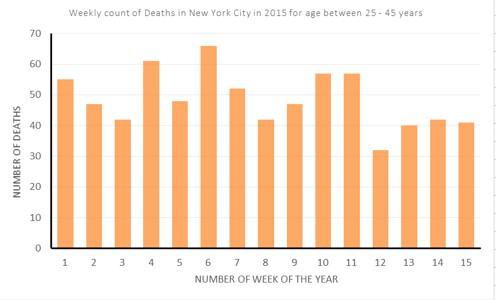 Weekly count of Deaths in New York City in 2015 for age between 25 - 45 years
70
60
50
40
30
20
10
0
NUMBER OF DEATHS
1 2 3 4 5 6 7 8 9 10 11 12 13 14 15
NUMBER OF WEEK OF THE YEAR